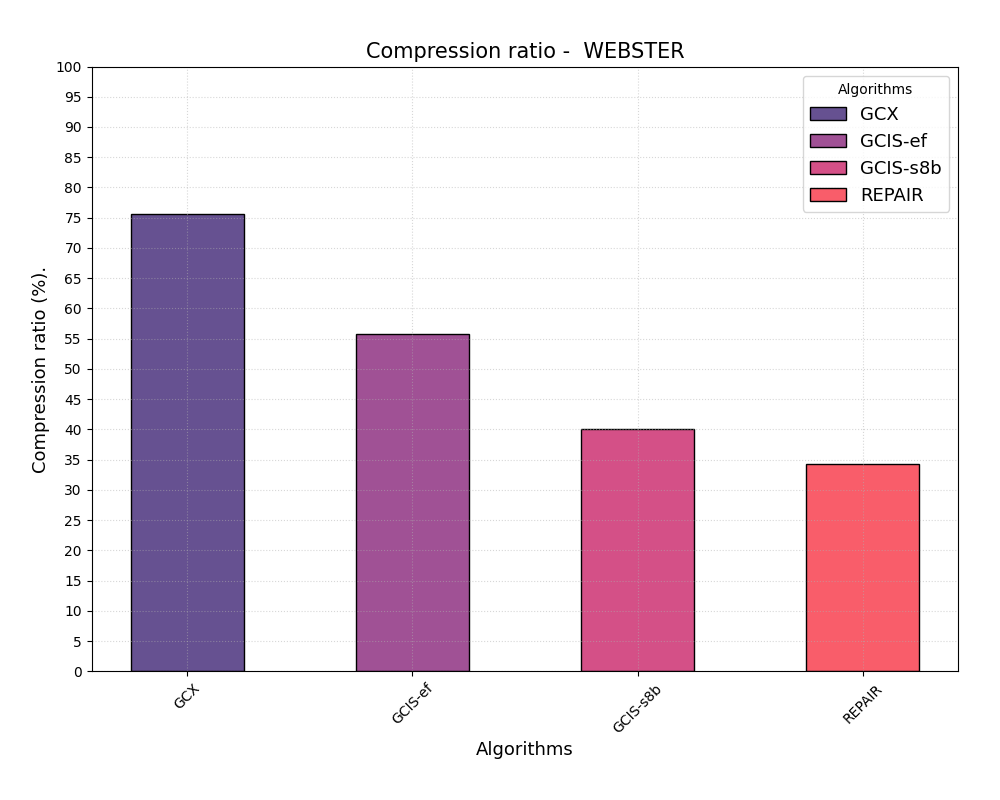 Compression ratio -  WEBSTER
Compression ratio (%).
100
95
90
85
80
75
70
65
60
55
50
45
40
35
30
25
20
15
10
5
0
Algorithms
GCX
GCIS-ef
GCIS-s8b
REPAIR
GCX
GCIS-ef
GCIS-s8b
REPAIR
Algorithms